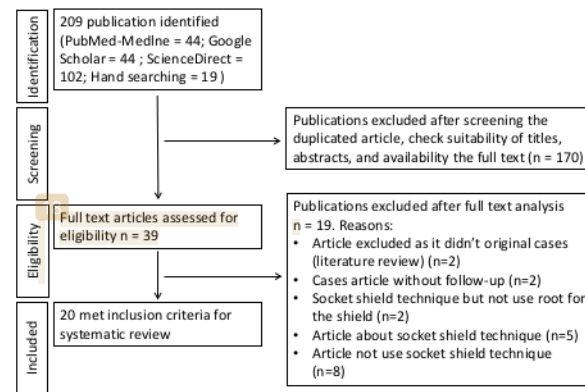 Identification
209 publication identified
(PubMed-MedIne = 44; Google
Scholar = 44 ; ScienceDirect =
102; Hand searching = 19 )
Screening
Publications excluded after screening the
duplicated article, check suitability of titles,
abstracts, and availability the full text (n = 170)
Eligibility
Full text articles assessed for
eligibility n = 39
Publications excluded after full text analysis
n = 19. Reasons:
• Article excluded as it didn't original cases
(literature review) (n=2)
• Cases article without follow-up (n=2)
• Socket shield technique but not use root for
the shield (n=2)
• Article about socket shield technique (n=5)
• Article not use socket shield technique
(n=8)
Included
20 met inclusion criteria for
systematic review